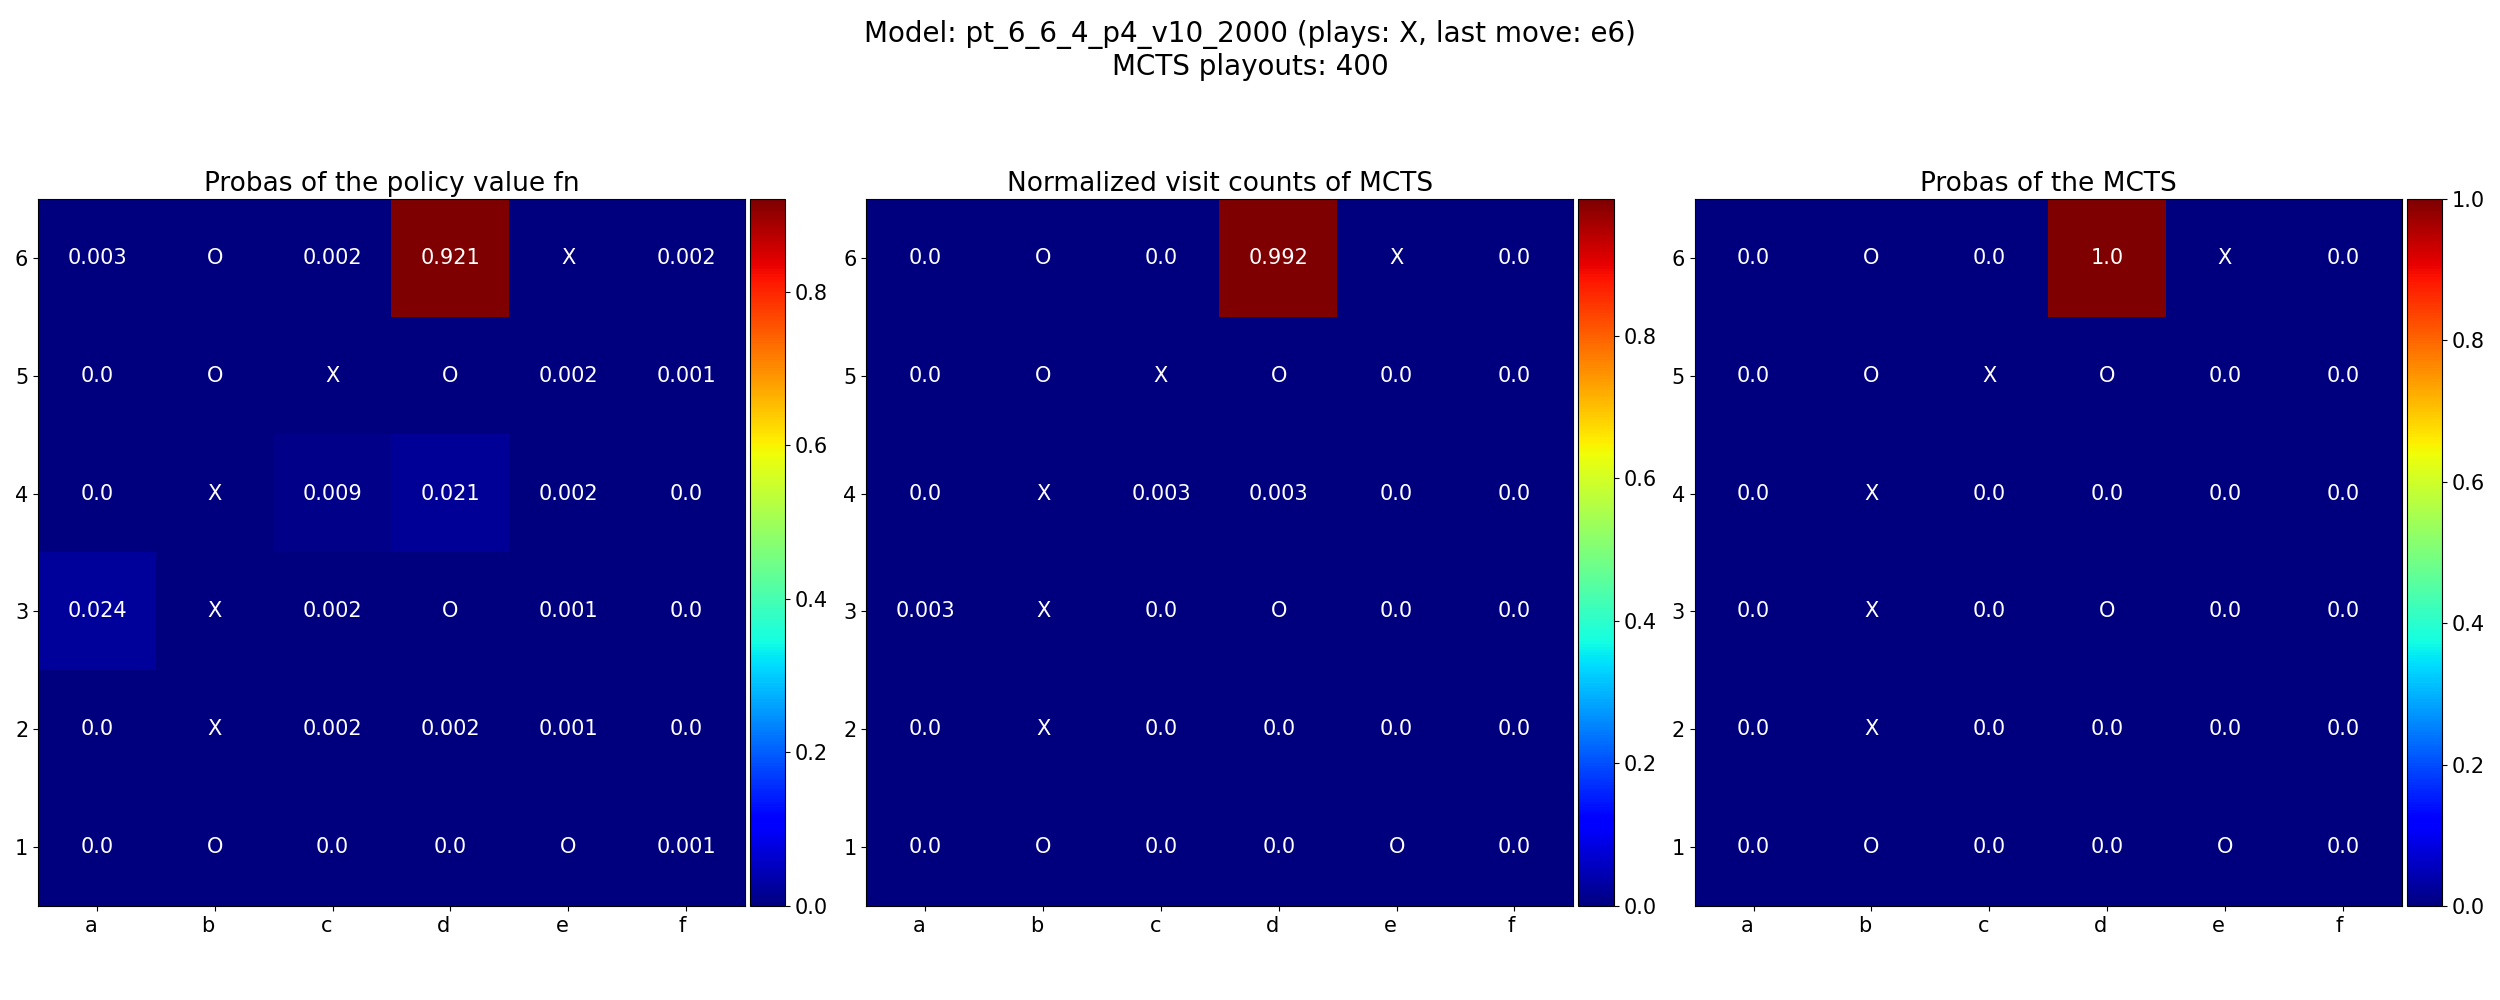 Model: pt_6_6_4_p4_v10_2000 (plays: X, last move: e6)
MCTS playouts: 400
Probas of the policy value fn
6 0.003 O 0.002 0.921 X 0.002
5 0.0 O X O 0.002 0.001
4 0.0 X 0.009 0.021 0.002 0.0
3 0.024 X 0.002 O 0.001 0.0
2 0.0 X 0.002 0.002 0.001 0.0
1 0.0 O 0.0 0.0 O 0.001
a b c d e f
0.8
0.6
0.4
0.2
0.0
Normalized visit counts of MCTS
6 0.0 O 0.0 0.992 X 0.0
5 0.0 O X O 0.0 0.0
4 0.0 X 0.003 0.003 0.0 0.0
3 0.003 X 0.0 O 0.0 0.0
2 0.0 X 0.0 0.0 0.0 0.0
1 0.0 O 0.0 0.0 O 0.0
a b c d e f
0.8
0.6
0.4
0.2
0.0
Probas of the MCTS
6 0.0 O 0.0 1.0 X 0.0
5 0.0 O X O 0.0 0.0
4 0.0 X 0.0 0.0 0.0 0.0
3 0.0 X 0.0 O 0.0 0.0
2 0.0 X 0.0 0.0 0.0 0.0
1 0.0 O 0.0 0.0 O 0.0
a b c d e f
1.0
0.8
0.6
0.4
0.2
0.0